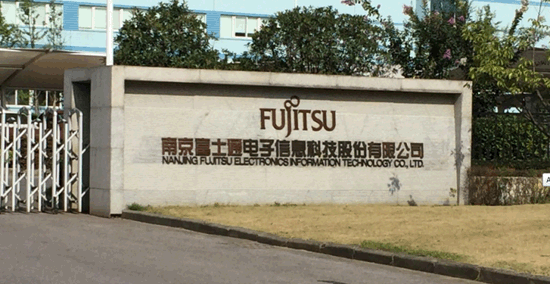 FUJITSU
南京富士通电子信息科技股份有限公司
NANJING FUJITSU ELECTRONICS INFORMATION TECHNOLOGY CO., LTD.
A